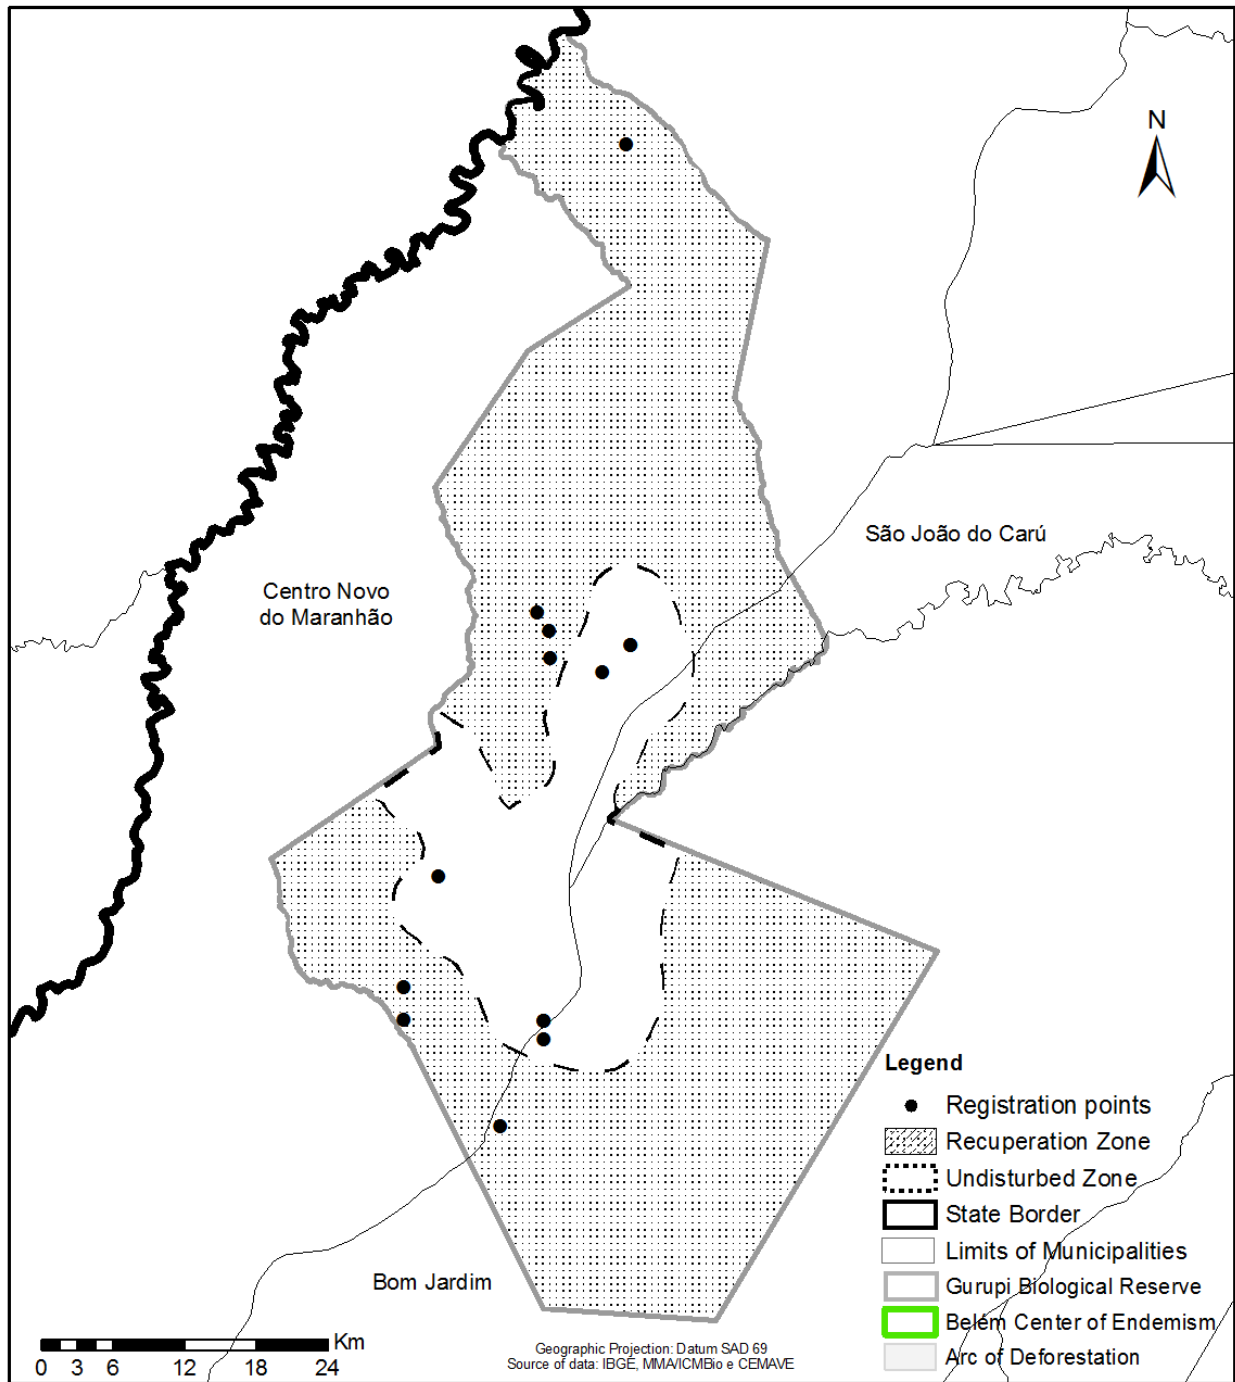 N
São João do Carú
Centro Novo
do Maranhão
Bom Jardim
Legend
Registration points
Recuperation Zone
Undisturbed Zone
State Border
Limits of Municipalities
Gurupi Biological Reserve
Belém Center of Endemism
Arc of Deforestation
Km
0 3 6 12 18 24
Geographic Projection: Datum SAD 69
Source of data: IBGE, MMA/ICMBio e CEMAVE